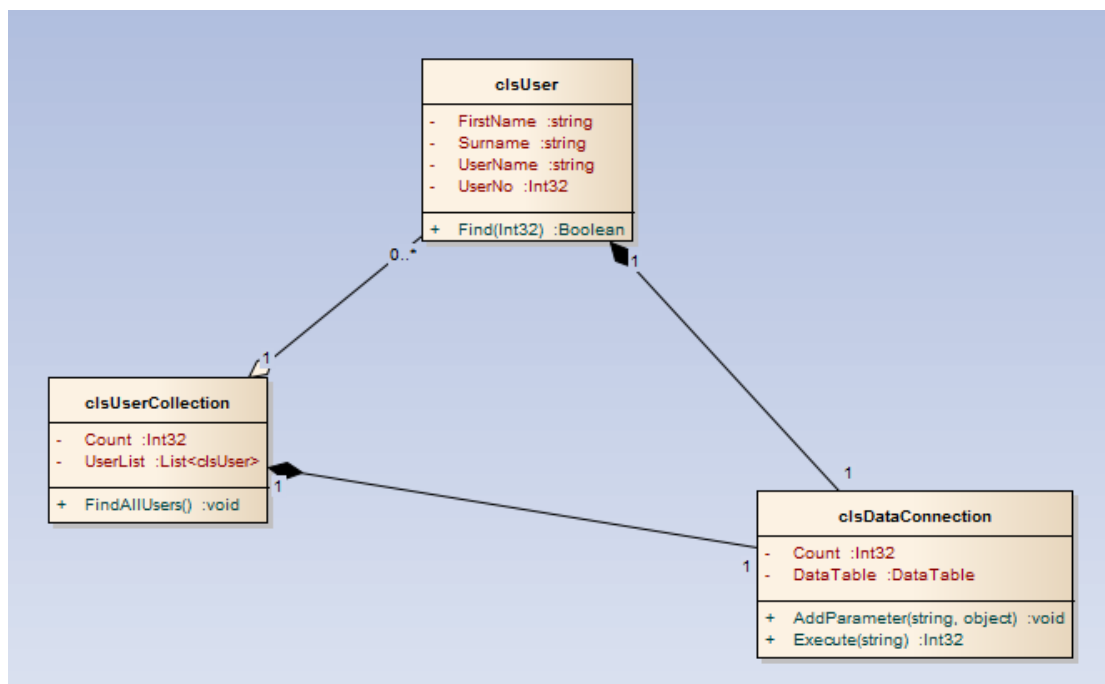 clsUser
- FirstName :string
- Surname :string
- UserName :string
- UserNo :Int32
+ Find(Int32) :Boolean
0..*
1
1
clsUserCollection
- Count :Int32
- UserList :List<clsUser>
+ FindAllUsers() :void
1
1
1
clsDataConnection
- Count :Int32
- DataTable :DataTable
+ AddParameter(string, object) :void
+ Execute(string) :Int32